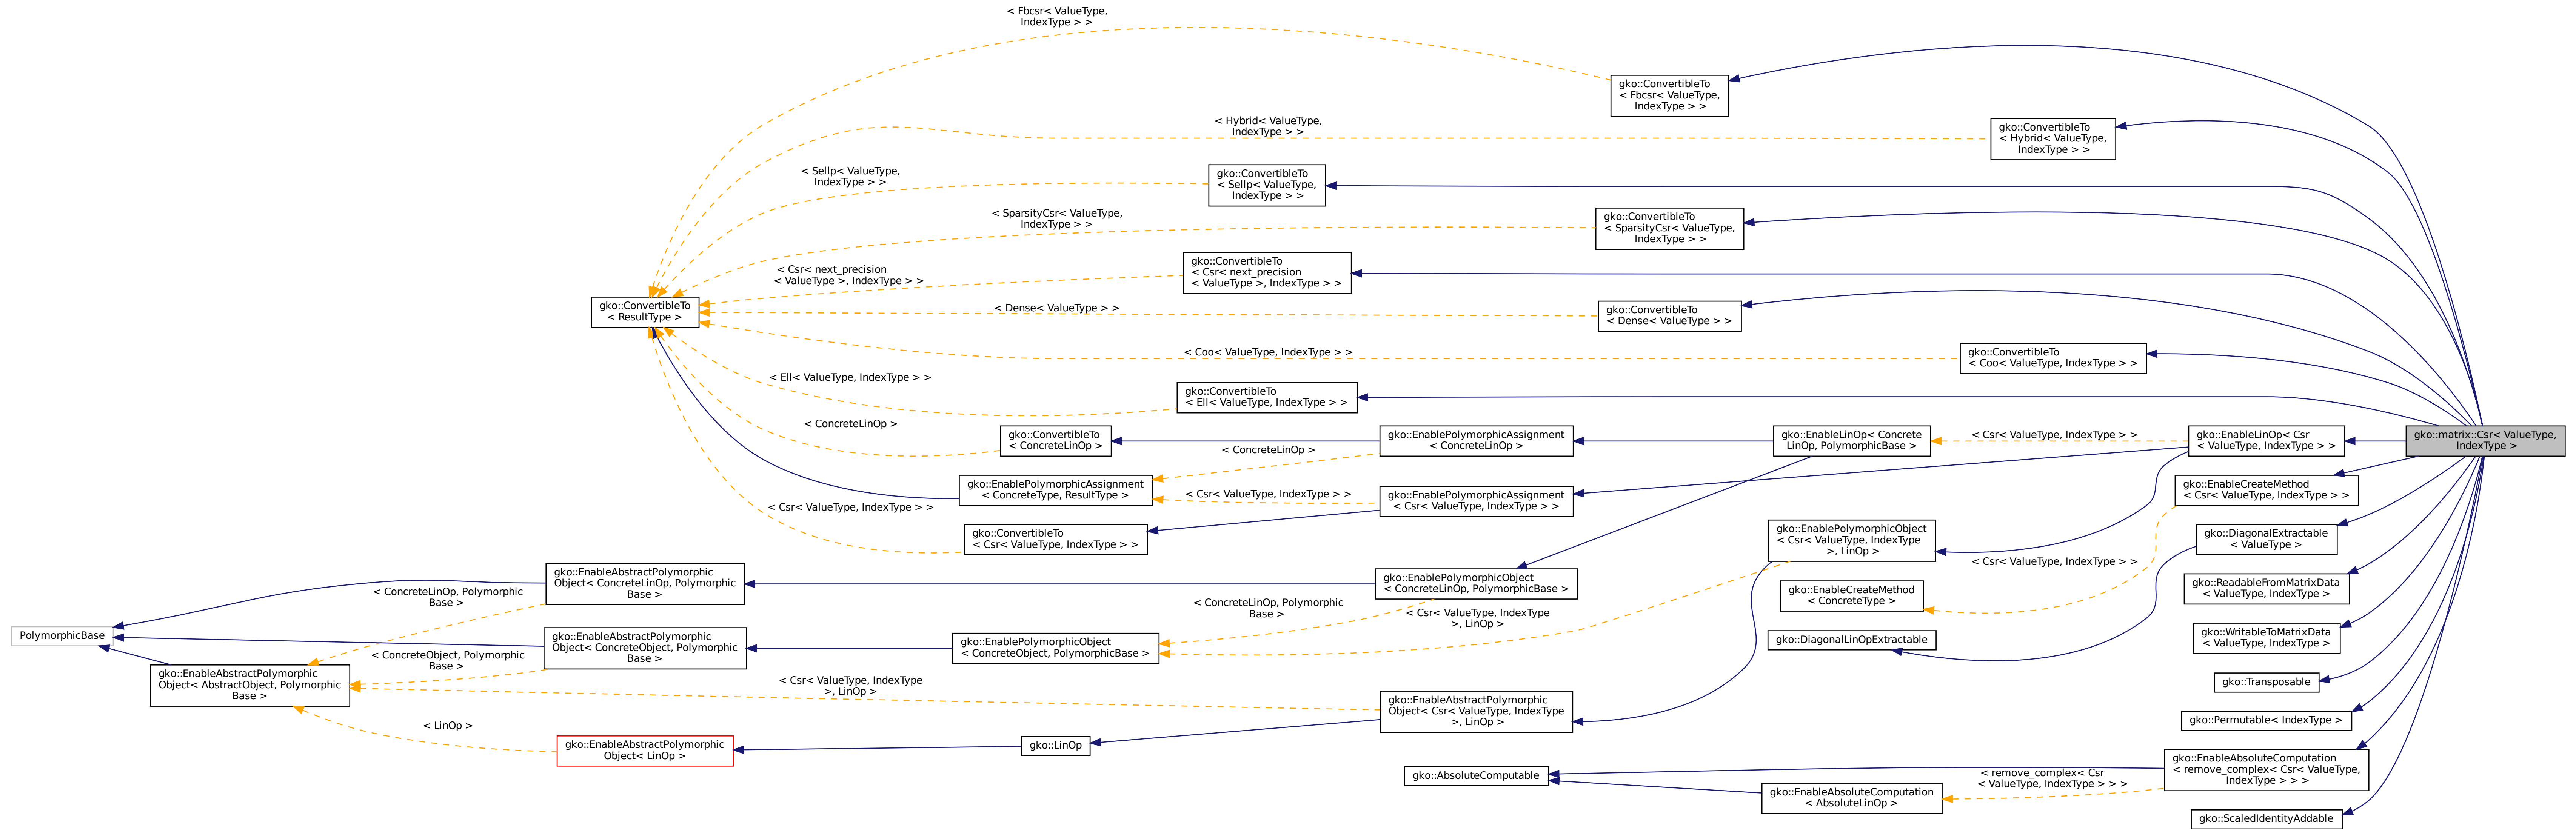 < Fbcsr< ValueType,
IndexType > >
gko::ConvertibleTo
< Fbcsr< ValueType,
IndexType > >
< Hybrid< ValueType,
IndexType > >
gko::ConvertibleTo
< Hybrid< ValueType,
IndexType > >
< Sellp< ValueType,
IndexType > >
gko::ConvertibleTo
< Sellp< ValueType,
IndexType > >
< SparsityCsr< ValueType,
IndexType > >
gko::ConvertibleTo
< SparsityCsr< ValueType,
IndexType > >
< Csr< next_precision
< ValueType >, IndexType > >
gko::ConvertibleTo
< Csr< next_precision
< ValueType >, IndexType > >
gko::ConvertibleTo
< ResultType >
< Dense< ValueType > >
gko::ConvertibleTo
< Dense< ValueType > >
< Coo< ValueType, IndexType > >
gko::ConvertibleTo
< Coo< ValueType, IndexType > >
< Ell< ValueType, IndexType > >
gko::ConvertibleTo
< Ell< ValueType, IndexType > >
< ConcreteLinOp >
gko::ConvertibleTo
< ConcreteLinOp >
gko::EnablePolymorphicAssignment
< ConcreteLinOp >
gko::EnableLinOp< Concrete
LinOp, PolymorphicBase >
< Csr< ValueType, IndexType > >
gko::EnableLinOp< Csr
< ValueType, IndexType > >
gko::matrix::Csr< ValueType,
IndexType >
< ConcreteLinOp >
gko::EnablePolymorphicAssignment
< ConcreteType, ResultType >
< Csr< ValueType, IndexType > >
gko::EnablePolymorphicAssignment
< Csr< ValueType, IndexType > >
gko::EnableCreateMethod
< Csr< ValueType, IndexType > >
< Csr< ValueType, IndexType > >
gko::ConvertibleTo
< Csr< ValueType, IndexType > >
gko::EnablePolymorphicObject
< Csr< ValueType, IndexType
>, LinOp >
gko::DiagonalExtractable
< ValueType >
< Csr< ValueType, IndexType > >
gko::EnableAbstractPolymorphic
Object< ConcreteLinOp, Polymorphic
Base >
< ConcreteLinOp, Polymorphic
Base >
gko::EnablePolymorphicObject
< ConcreteLinOp, PolymorphicBase >
gko::EnableCreateMethod
< ConcreteType >
gko::ReadableFromMatrixData
< ValueType, IndexType >
< ConcreteLinOp, Polymorphic
Base >
< Csr< ValueType, IndexType
>, LinOp >
PolymorphicBase
gko::EnableAbstractPolymorphic
Object< ConcreteObject, Polymorphic
Base >
gko::EnablePolymorphicObject
< ConcreteObject, PolymorphicBase >
gko::DiagonalLinOpExtractable
gko::WritableToMatrixData
< ValueType, IndexType >
< ConcreteObject, Polymorphic
Base >
gko::EnableAbstractPolymorphic
Object< AbstractObject, Polymorphic
Base >
< Csr< ValueType, IndexType
>, LinOp >
gko::Transposable
gko::EnableAbstractPolymorphic
Object< Csr< ValueType, IndexType
>, LinOp >
gko::Permutable< IndexType >
< LinOp >
gko::EnableAbstractPolymorphic
Object< LinOp >
gko::LinOp
gko::AbsoluteComputable
gko::EnableAbsoluteComputation
< AbsoluteLinOp >
< remove_complex< Csr
< ValueType, IndexType > > >
gko::EnableAbsoluteComputation
< remove_complex< Csr< ValueType,
IndexType > > >
gko::ScaledIdentityAddable